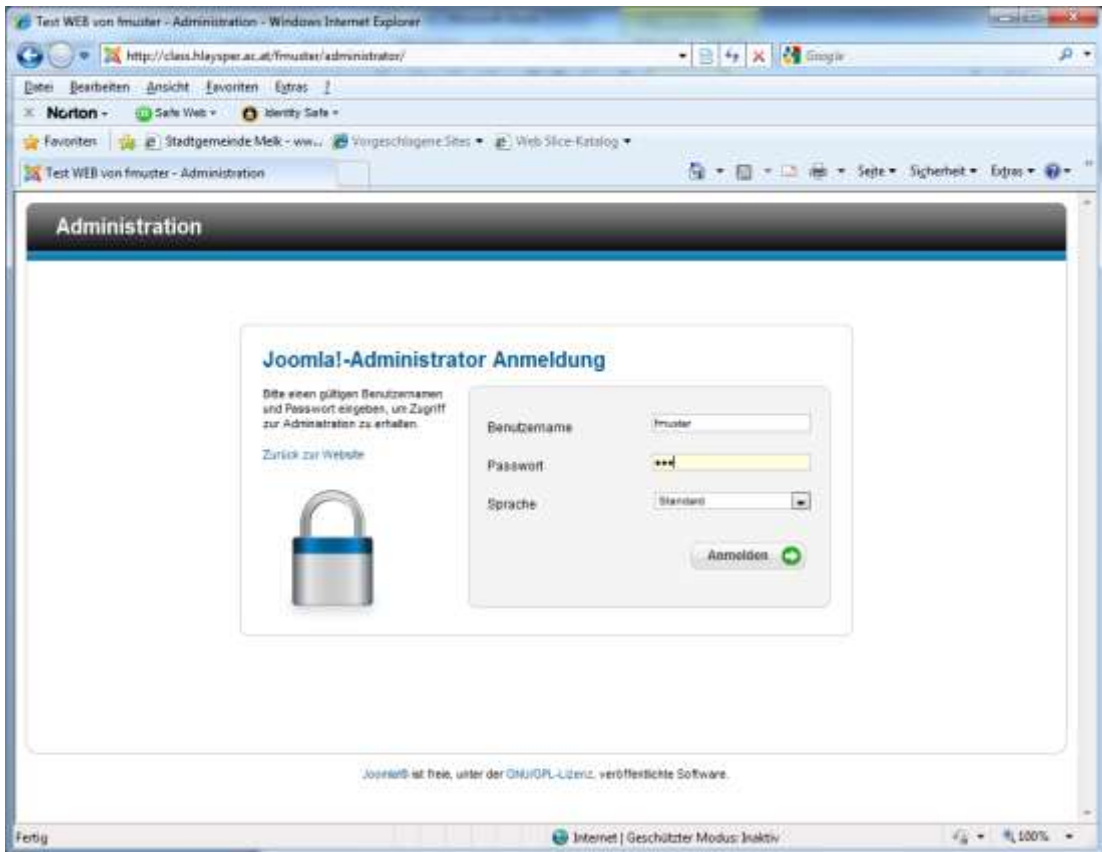 Test WEB von fmuster - Administration - Windows Internet Explorer
http://class.hlaysper.ac.at/fmuster/administrator/
Google
Datei Bearbeiten Ansicht Favoriten Extras ?
Norton Safe Web Identity Safe
Favoriten Stadtgemeinde Melk - ww... Vorgeschlagene Sites Web Slice-Katalog
Test WEB von fmuster - Administration
Seite Sicherheit Extras
Administration
Joomla!-Administrator Anmeldung
Bitte einen gültigen Benutzernamen
und Passwort eingeben, um Zugriff
zur Administration zu erhalten.
Zurück zur Website
Benutzername fmuster
Passwort •••
Sprache Standard
Anmelden
Joomla!® ist freie, unter der GNU/GPL-Lizenz, veröffentlichte Software.
Fertig Internet | Geschützter Modus: Inaktiv 100%